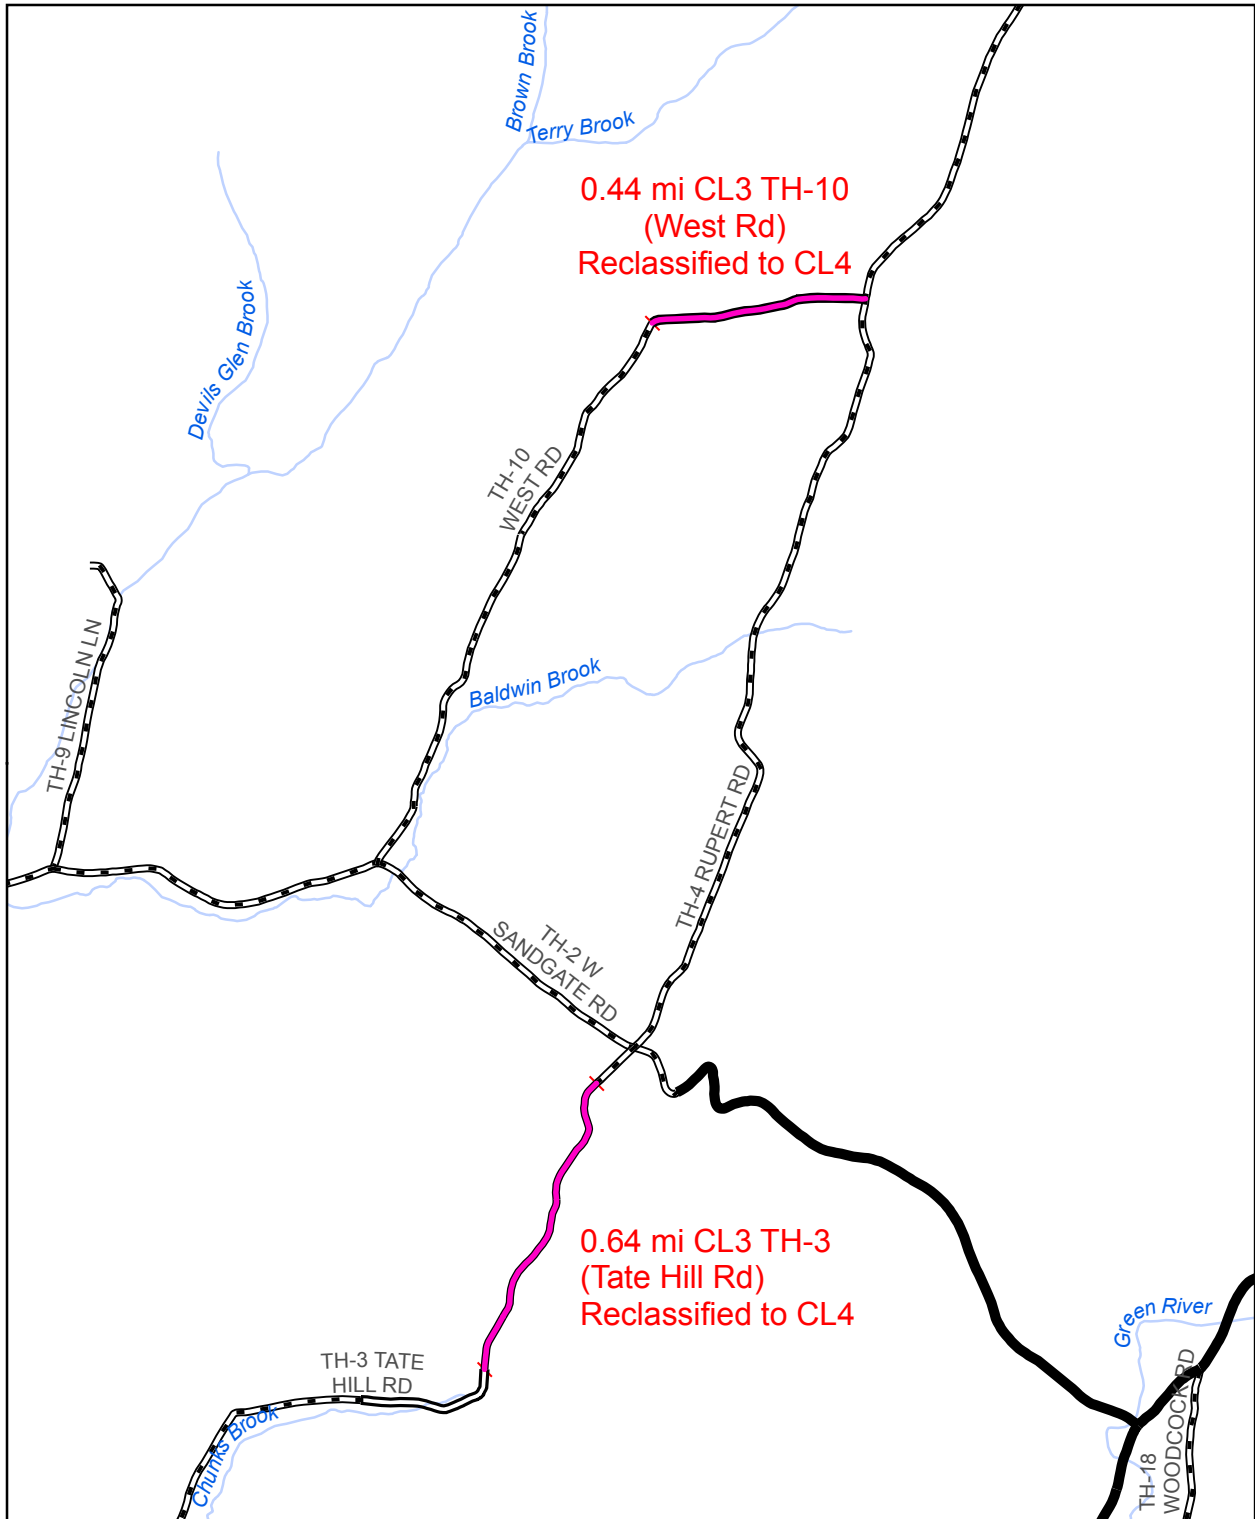 Brown Brook
Terry Brook
0.44 mi CL3 TH-10
(West Rd)
Reclassified to CL4
Devils Glen Brook
TH-10
WEST RD
TH-9 LINCOLN LN
Baldwin Brook
TH-4 RUPERT RD
TH-2 W
SANDGATE RD
0.64 mi CL3 TH-3
(Tate Hill Rd)
Reclassified to CL4
Green River
TH-3 TATE
HILL RD
Chunks Brook
TH-18
WOODCOCK RD